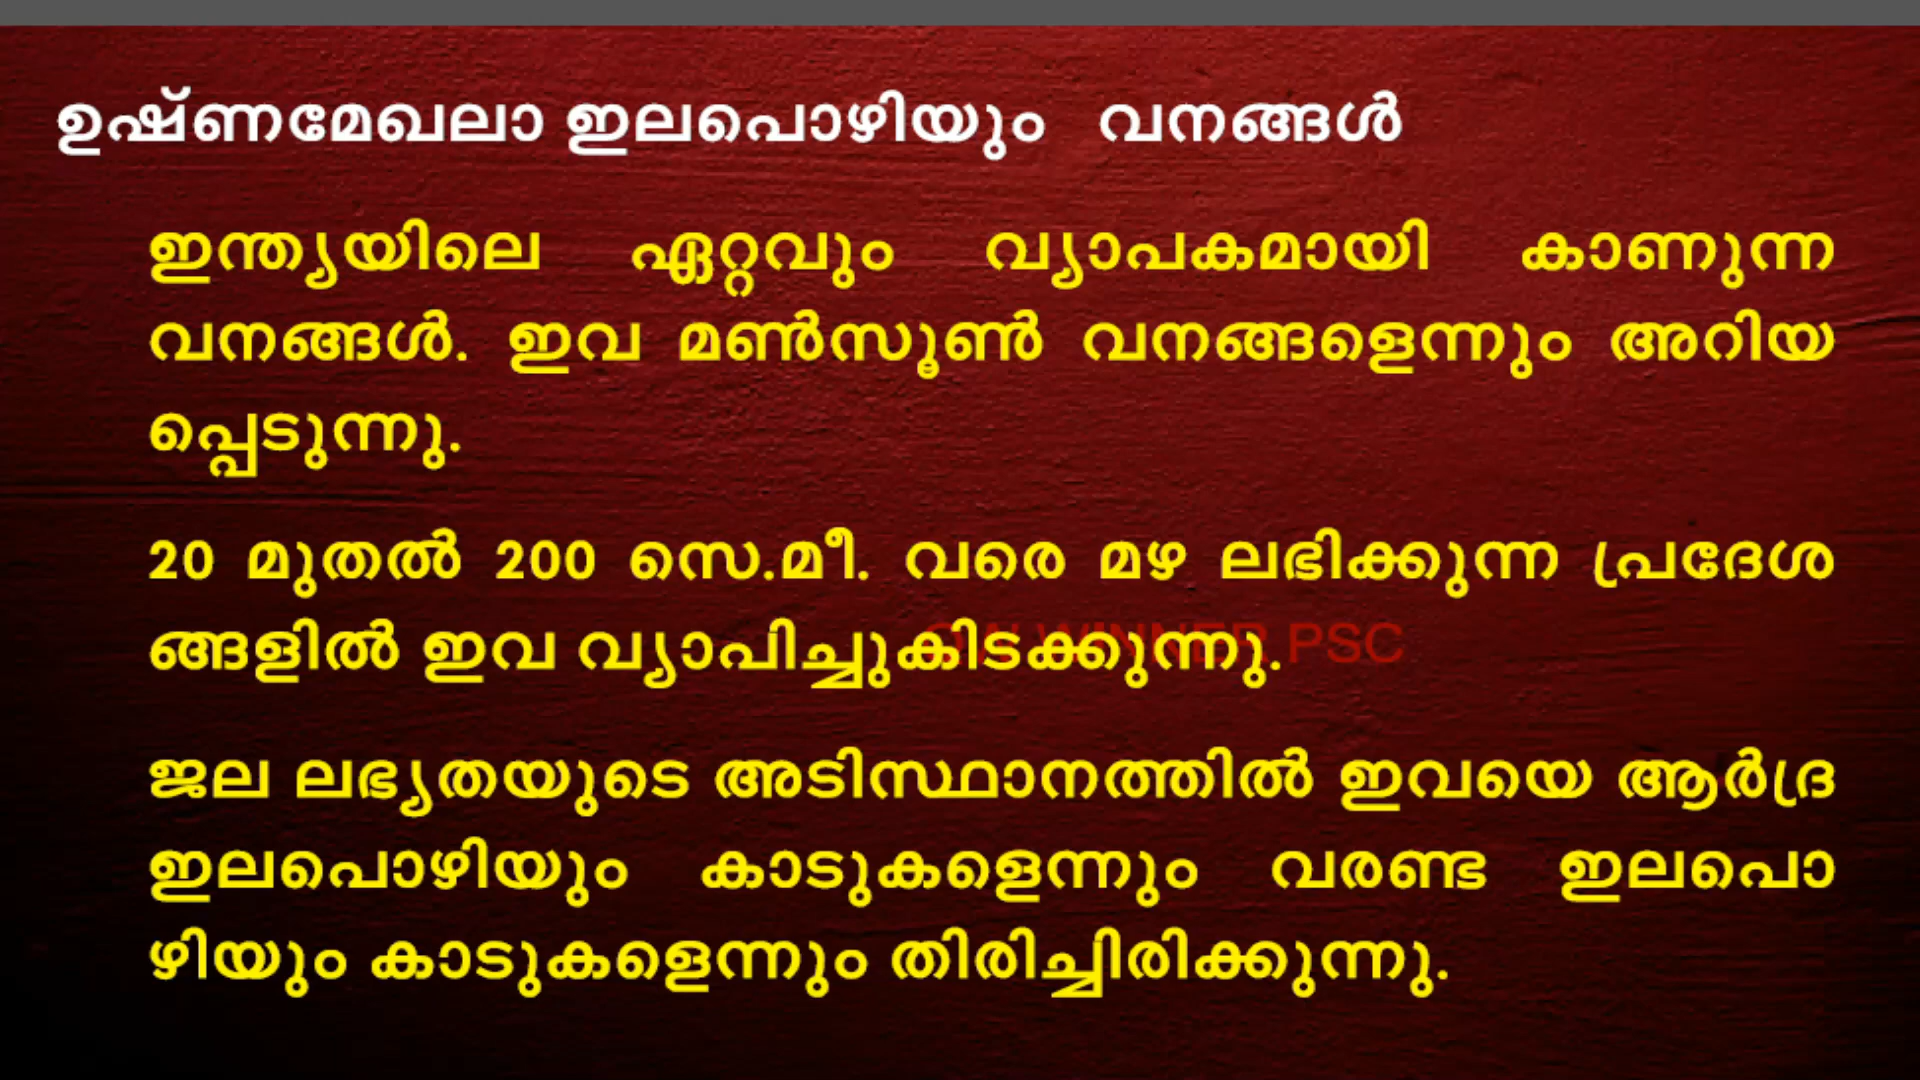 ഉഷ്ണമേഖലാ ഇലപൊഴിയും വനങ്ങൾ
ഇന്ത്യയിലെ ഏറ്റവും വ്യാപകമായി കാണുന്ന
വനങ്ങൾ. ഇവ മൺസൂൺ വനങ്ങളെന്നും അറിയ
പ്പെടുന്നു.
20 മുതൽ 200 സെ.മീ. വരെ മഴ ലഭിക്കുന്ന പ്രദേശ
ങ്ങളിൽ ഇവ വ്യാപിച്ചുകിടക്കുന്നു.
WINNER PSC
ജല ലഭ്യതയുടെ അടിസ്ഥാനത്തിൽ ഇവയെ ആർദ്ര
ഇലപൊഴിയും കാടുകളെന്നും വരണ്ട ഇലപൊ
ഴിയും കാടുകളെന്നും തിരിച്ചിരിക്കുന്നു.